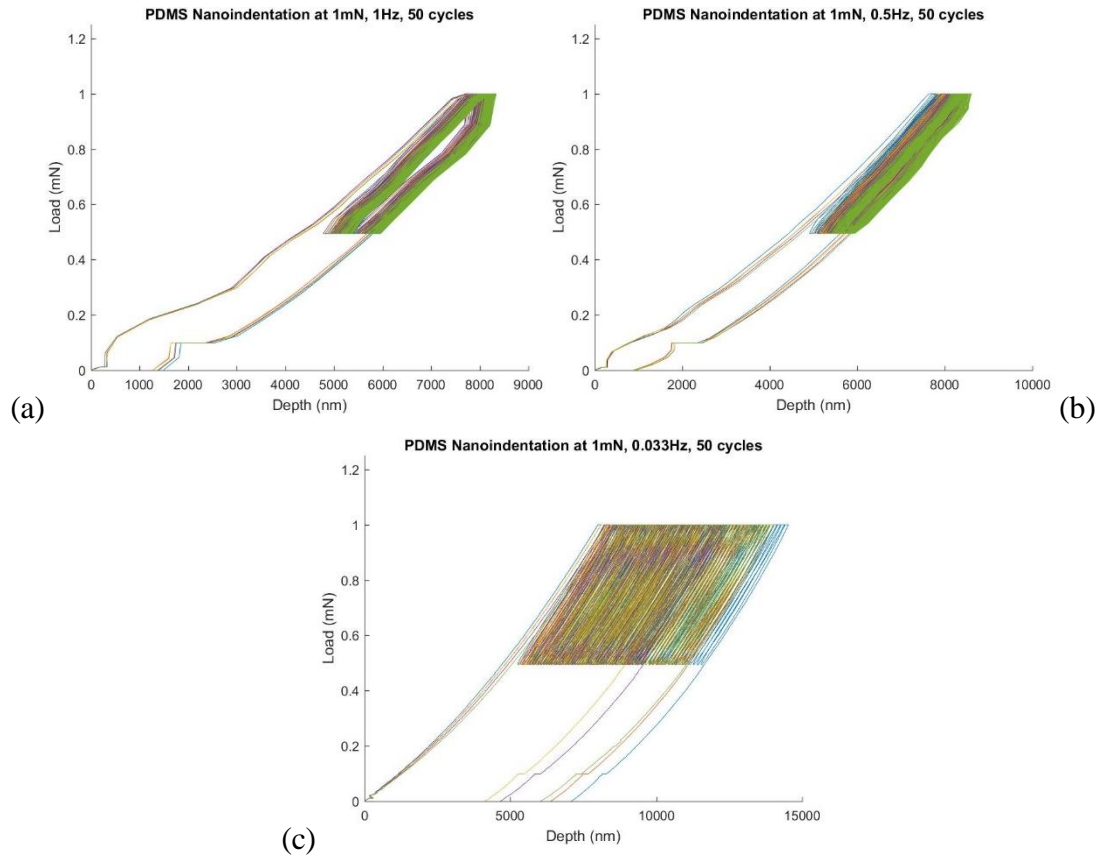 PDMS Nanoindentation at 1mN, 1Hz, 50 cycles
1.2
1
0.8
0.6
0.4
0.2
0
Load (mN)
0 1000 2000 3000 4000 5000 6000 7000 8000 9000
Depth (nm)
(a)
PDMS Nanoindentation at 1mN, 0.5Hz, 50 cycles
1.2
1
0.8
0.6
0.4
0.2
0
Load (mN)
0 2000 4000 6000 8000 10000
Depth (nm)
(b)
PDMS Nanoindentation at 1mN, 0.033Hz, 50 cycles
1.2
1
0.8
0.6
0.4
0.2
0
Load (mN)
0 5000 10000 15000
Depth (nm)
(c)